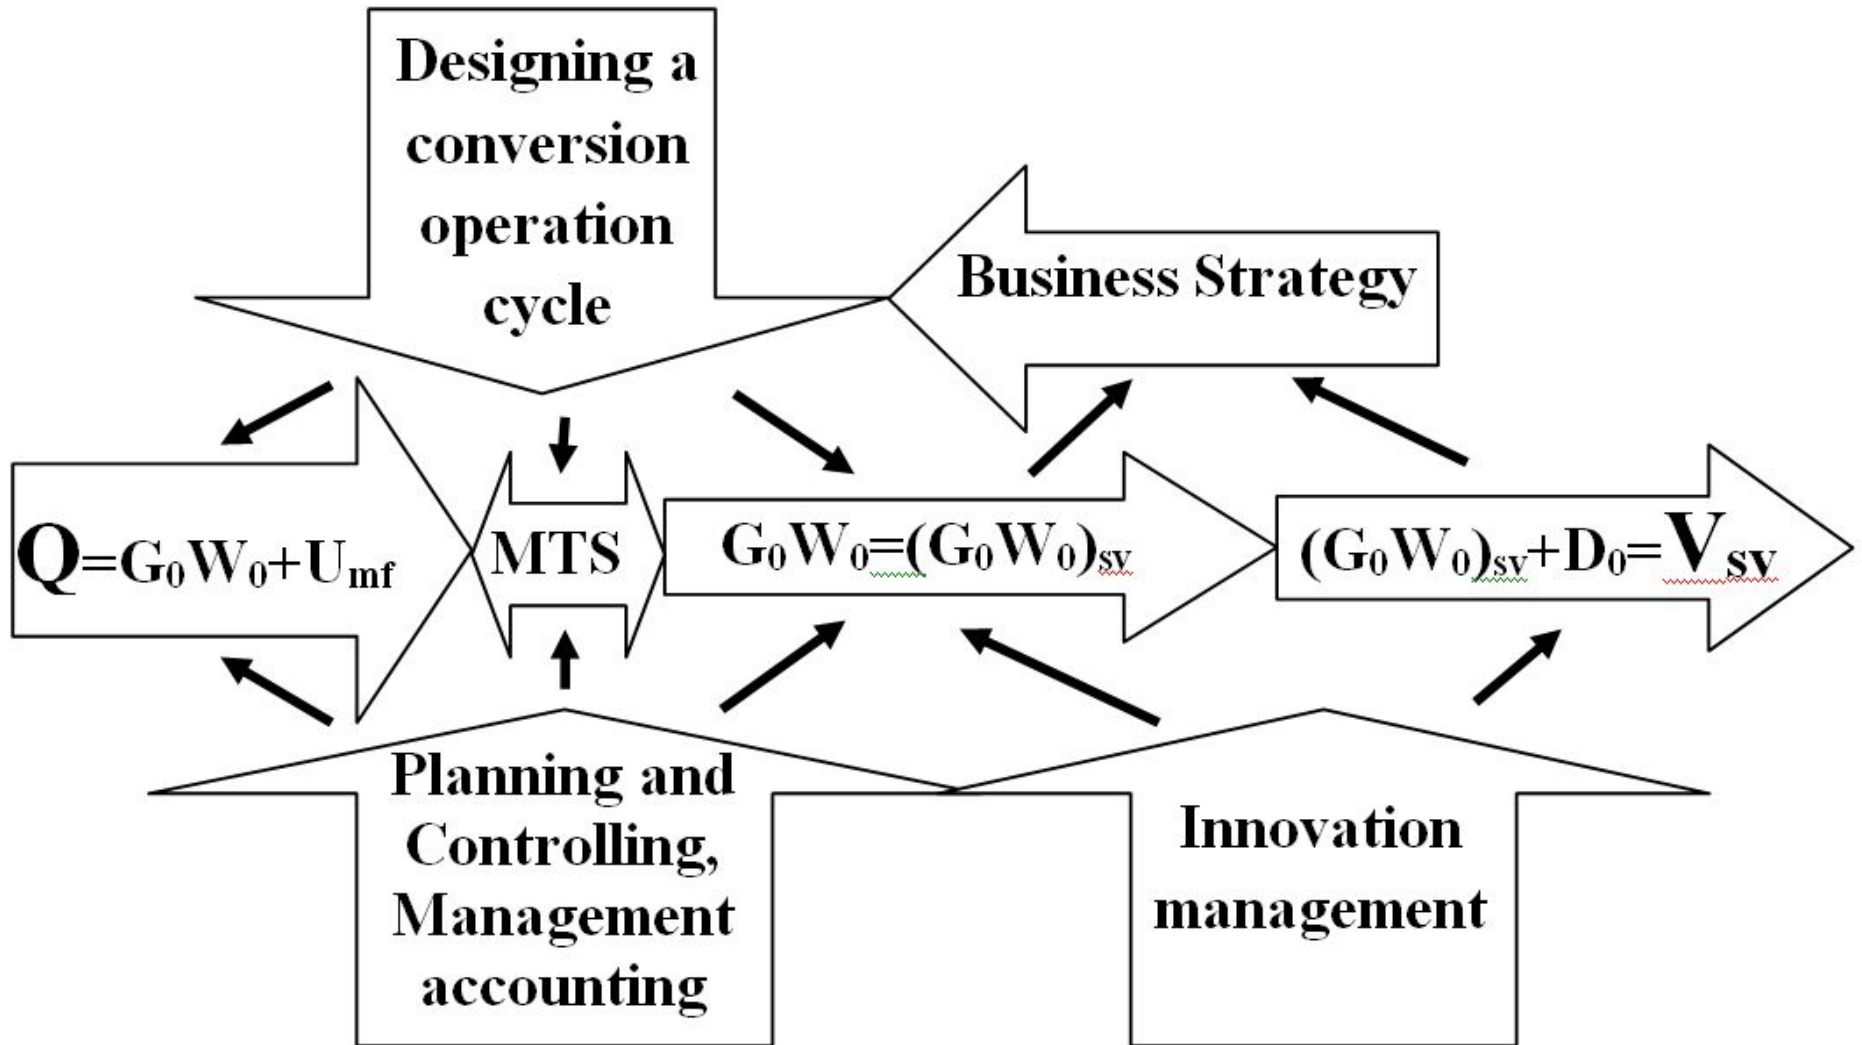 Designing a
conversion
operation
cycle
Business Strategy
Q=G₀W₀+Umf
MTS
G₀W₀=(G₀W₀)sv
(G₀W₀)sv+D₀=Vsv
Planning and
Controlling,
Management
accounting
Innovation
management